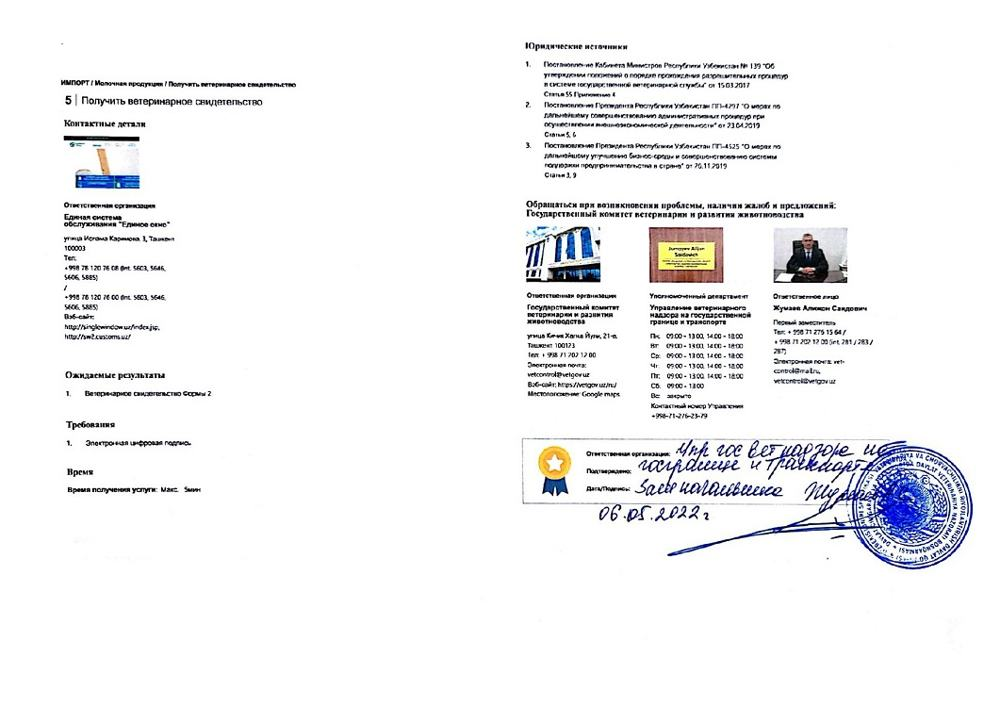 ИМПОРТ / Молочная продукция / Получить ветеринарное свидетельство
5 | Получить ветеринарное свидетельство
Контактные детали
Ответственная организация
Единая система
обслуживания "Единое окно"
улица Ислама Каримова, 3, Ташкент
100003
Тел:
+998 78 120 76 08 (int. 5603, 5646,
5606, 5885)
/
+998 78 120 76 00 (int. 5603, 5646,
5606, 5885)
Вэб-сайт:
http://singlewindow.uz/index.jsp,
http://sw2.customs.uz/
Ожидаемые результаты
1. Ветеринарное свидетельство Формы 2
Требования
1. Электронная цифровая подпись
Время
Время получения услуги: Макс. 5мин
Юридические источники
1. Постановление Кабинета Министров Республики Узбекистан № 139 "Об
утверждении положений о порядке прохождения разрешительных процедур
в системе государственной ветеринарной службы" от 15.03.2017
Статья 55 Приложение 4
2. Постановление Президента Республики Узбекистан ПП-4297 "О мерах по
дальнейшему совершенствованию административных процедур при
осуществлении внешнеэкономической деятельности" от 23.04.2019
Статья 5, 6
3. Постановление Президента Республики Узбекистан ПП-4525 "О мерах по
дальнейшему улучшению бизнес-среды и совершенствованию системы
поддержки предпринимательства в стране" от 20.11.2019
Статья 3, 9
Обращаться при возникновении проблемы, наличии жалоб и предложений:
Государственный комитет ветеринарии и развития животноводства
Jumayev Alijon
Saidovich
Ответственная организация
Государственный комитет
ветеринарии и развития
животноводства
улица Кичик Халка Йули, 21-а,
Ташкент 100123
Тел: + 998 71 202 12 00
Электронная почта:
vetcontrol@vetgov.uz
Вэб-сайт: https://vetgov.uz/ru/
Местоположение: Google maps
Уполномоченный департамент
Управление ветеринарного
надзора на государственной
границе и транспорте
Пн: 09:00 - 13:00, 14:00 - 18:00
Вт: 09:00 - 13:00, 14:00 - 18:00
Ср: 09:00 - 13:00, 14:00 - 18:00
Чт: 09:00 - 13:00, 14:00 - 18:00
Пт: 09:00 - 13:00, 14:00 - 18:00
Сб: 09:00 - 13:00
Вс: закрыто
Контактный номер Управления
+998-71-276-23-79
Ответственное лицо
Жумаев Алижон Саидович
Первый заместитель
Тел: + 998 71 276 15 64 /
+ 998 71 202 12 00 (int. 281 / 283 /
287)
Электронная почта: vet-
control@mail.ru,
vetcontrol@vetgov.uz
Ответственная организация: Упр гос вет надзора на
Подтверждено: госгранице и транспорте
Дата/Подпись: Зам начальника
06.05.2022г